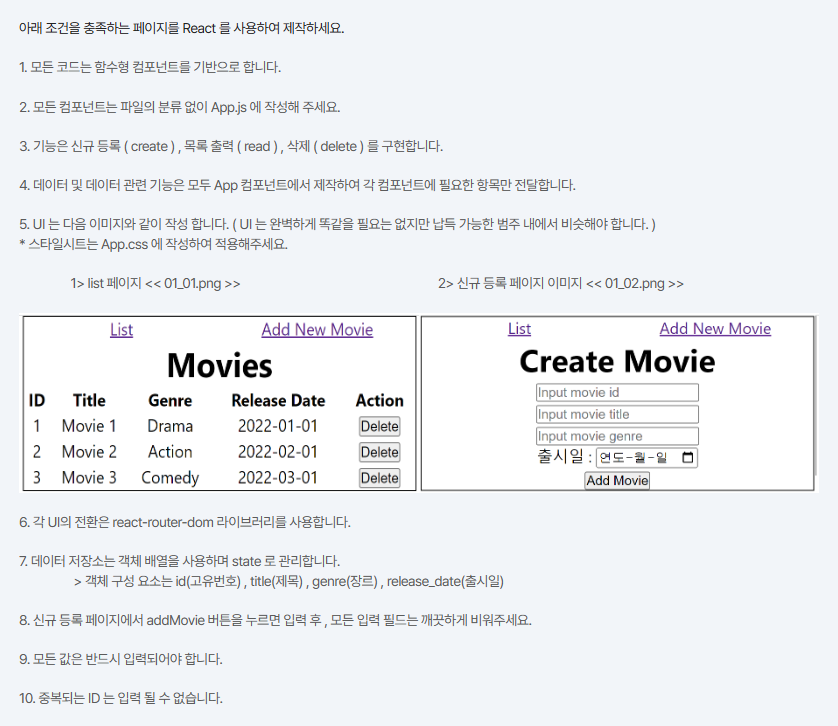 아래 조건을 충족하는 페이지를 React 를 사용하여 제작하세요.
1. 모든 코드는 함수형 컴포넌트를 기반으로 합니다.
2. 모든 컴포넌트는 파일의 분류 없이 App.js 에 작성해 주세요.
3. 기능은 신규 등록 ( create ) , 목록 출력 ( read ) , 삭제 ( delete ) 를 구현합니다.
4. 데이터 및 데이터 관련 기능은 모두 App 컴포넌트에서 제작하여 각 컴포넌트에 필요한 항목만 전달합니다.
5. UI 는 다음 이미지와 같이 작성 합니다. ( UI 는 완벽하게 똑같을 필요는 없지만 납득 가능한 범주 내에서 비슷해야 합니다. )
* 스타일시트는 App.css 에 작성하여 적용해주세요.
1> list 페이지 << 01_01.png >>
2> 신규 등록 페이지 이미지 << 01_02.png >>
List Add New Movie
Movies
ID Title Genre Release Date Action
1 Movie 1 Drama 2022-01-01 Delete
2 Movie 2 Action 2022-02-01 Delete
3 Movie 3 Comedy 2022-03-01 Delete
List Add New Movie
Create Movie
Input movie id
Input movie title
Input movie genre
출시일 : 연도-월-일
Add Movie
6. 각 UI의 전환은 react-router-dom 라이브러리를 사용합니다.
7. 데이터 저장소는 객체 배열을 사용하며 state 로 관리합니다.
> 객체 구성 요소는 id(고유번호) , title(제목) , genre(장르) , release_date(출시일)
8. 신규 등록 페이지에서 addMovie 버튼을 누르면 입력 후 , 모든 입력 필드는 깨끗하게 비워주세요.
9. 모든 값은 반드시 입력되어야 합니다.
10. 중복되는 ID 는 입력 될 수 없습니다.